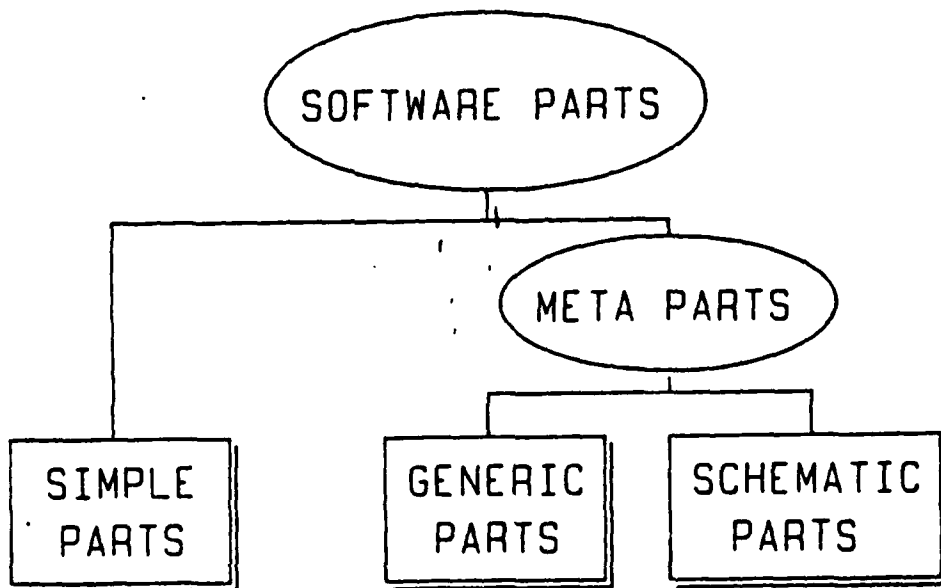 SOFTWARE PARTS
META PARTS
SIMPLE
PARTS
GENERIC
PARTS
SCHEMATIC
PARTS